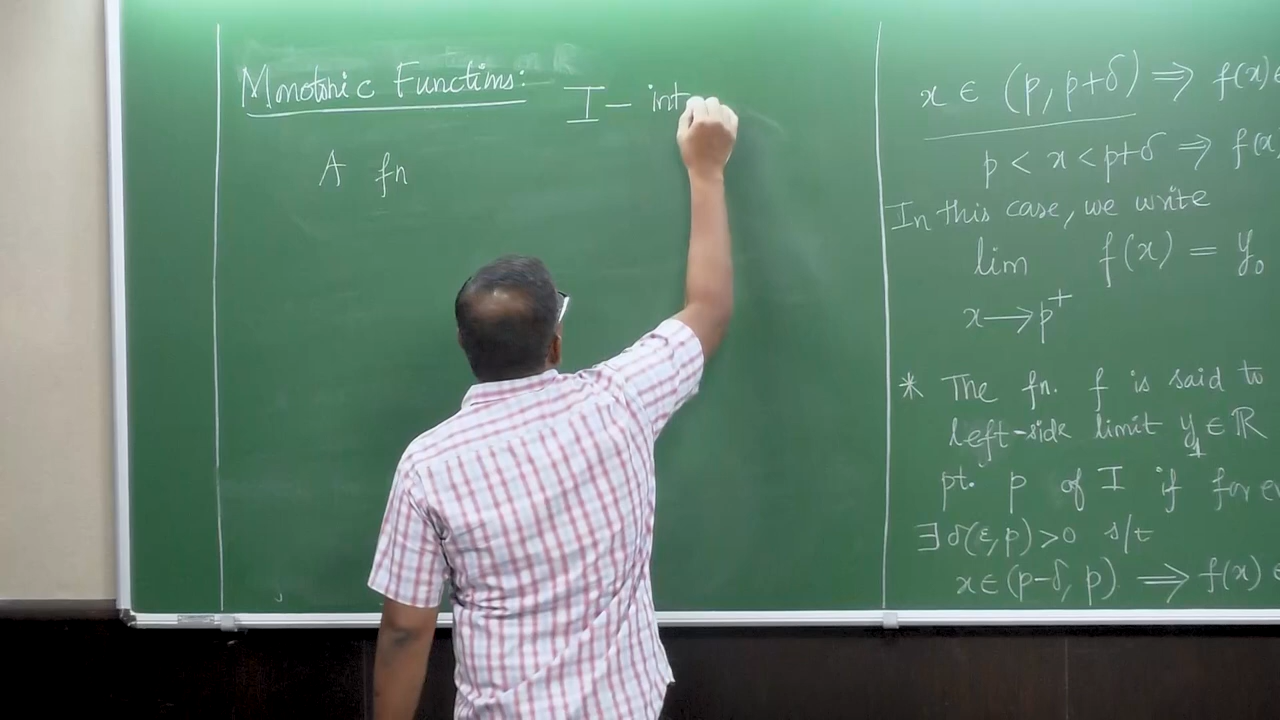 Monotonic Functions: I - int
A fn
x ∈ (p, p+δ) ⇒ f(x) ∈
p < x < p+δ ⇒ f(x)
In this case, we write
lim f(x) = y₀
x → p⁺
* The fn. f is said to
left-side limit y₁ ∈ ℝ
pt. p of I if for ev
∃ δ(ε, p) > 0 s/t
x ∈ (p-δ, p) ⇒ f(x) ∈